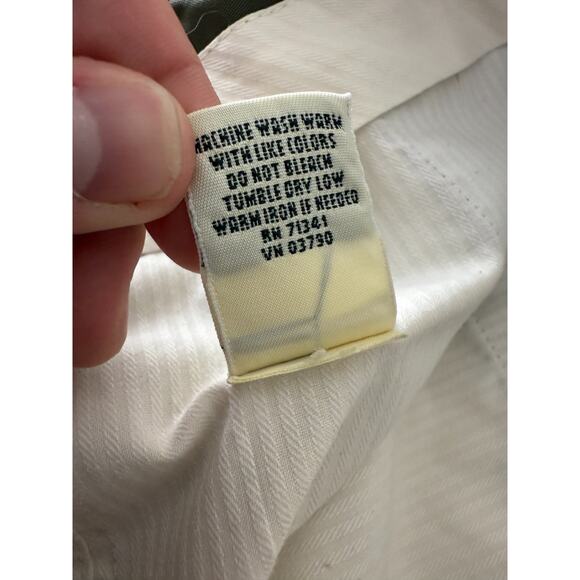 MACHINE WASH WARM
WITH LIKE COLORS
DO NOT BLEACH
TUMBLE DRY LOW
WARM IRON IF NEEDED
RN 71341
VN 03790